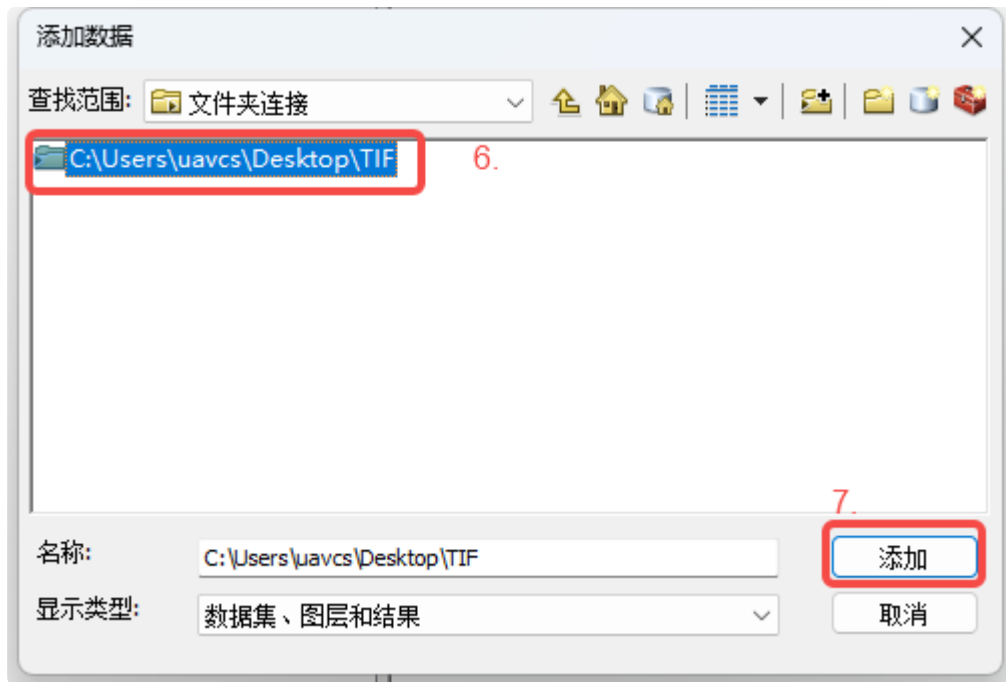 添加数据
查找范围: 文件夹连接
C:\Users\uavcs\Desktop\TIF 6.
7.
名称: C:\Users\uavcs\Desktop\TIF 添加
显示类型: 数据集、图层和结果 取消